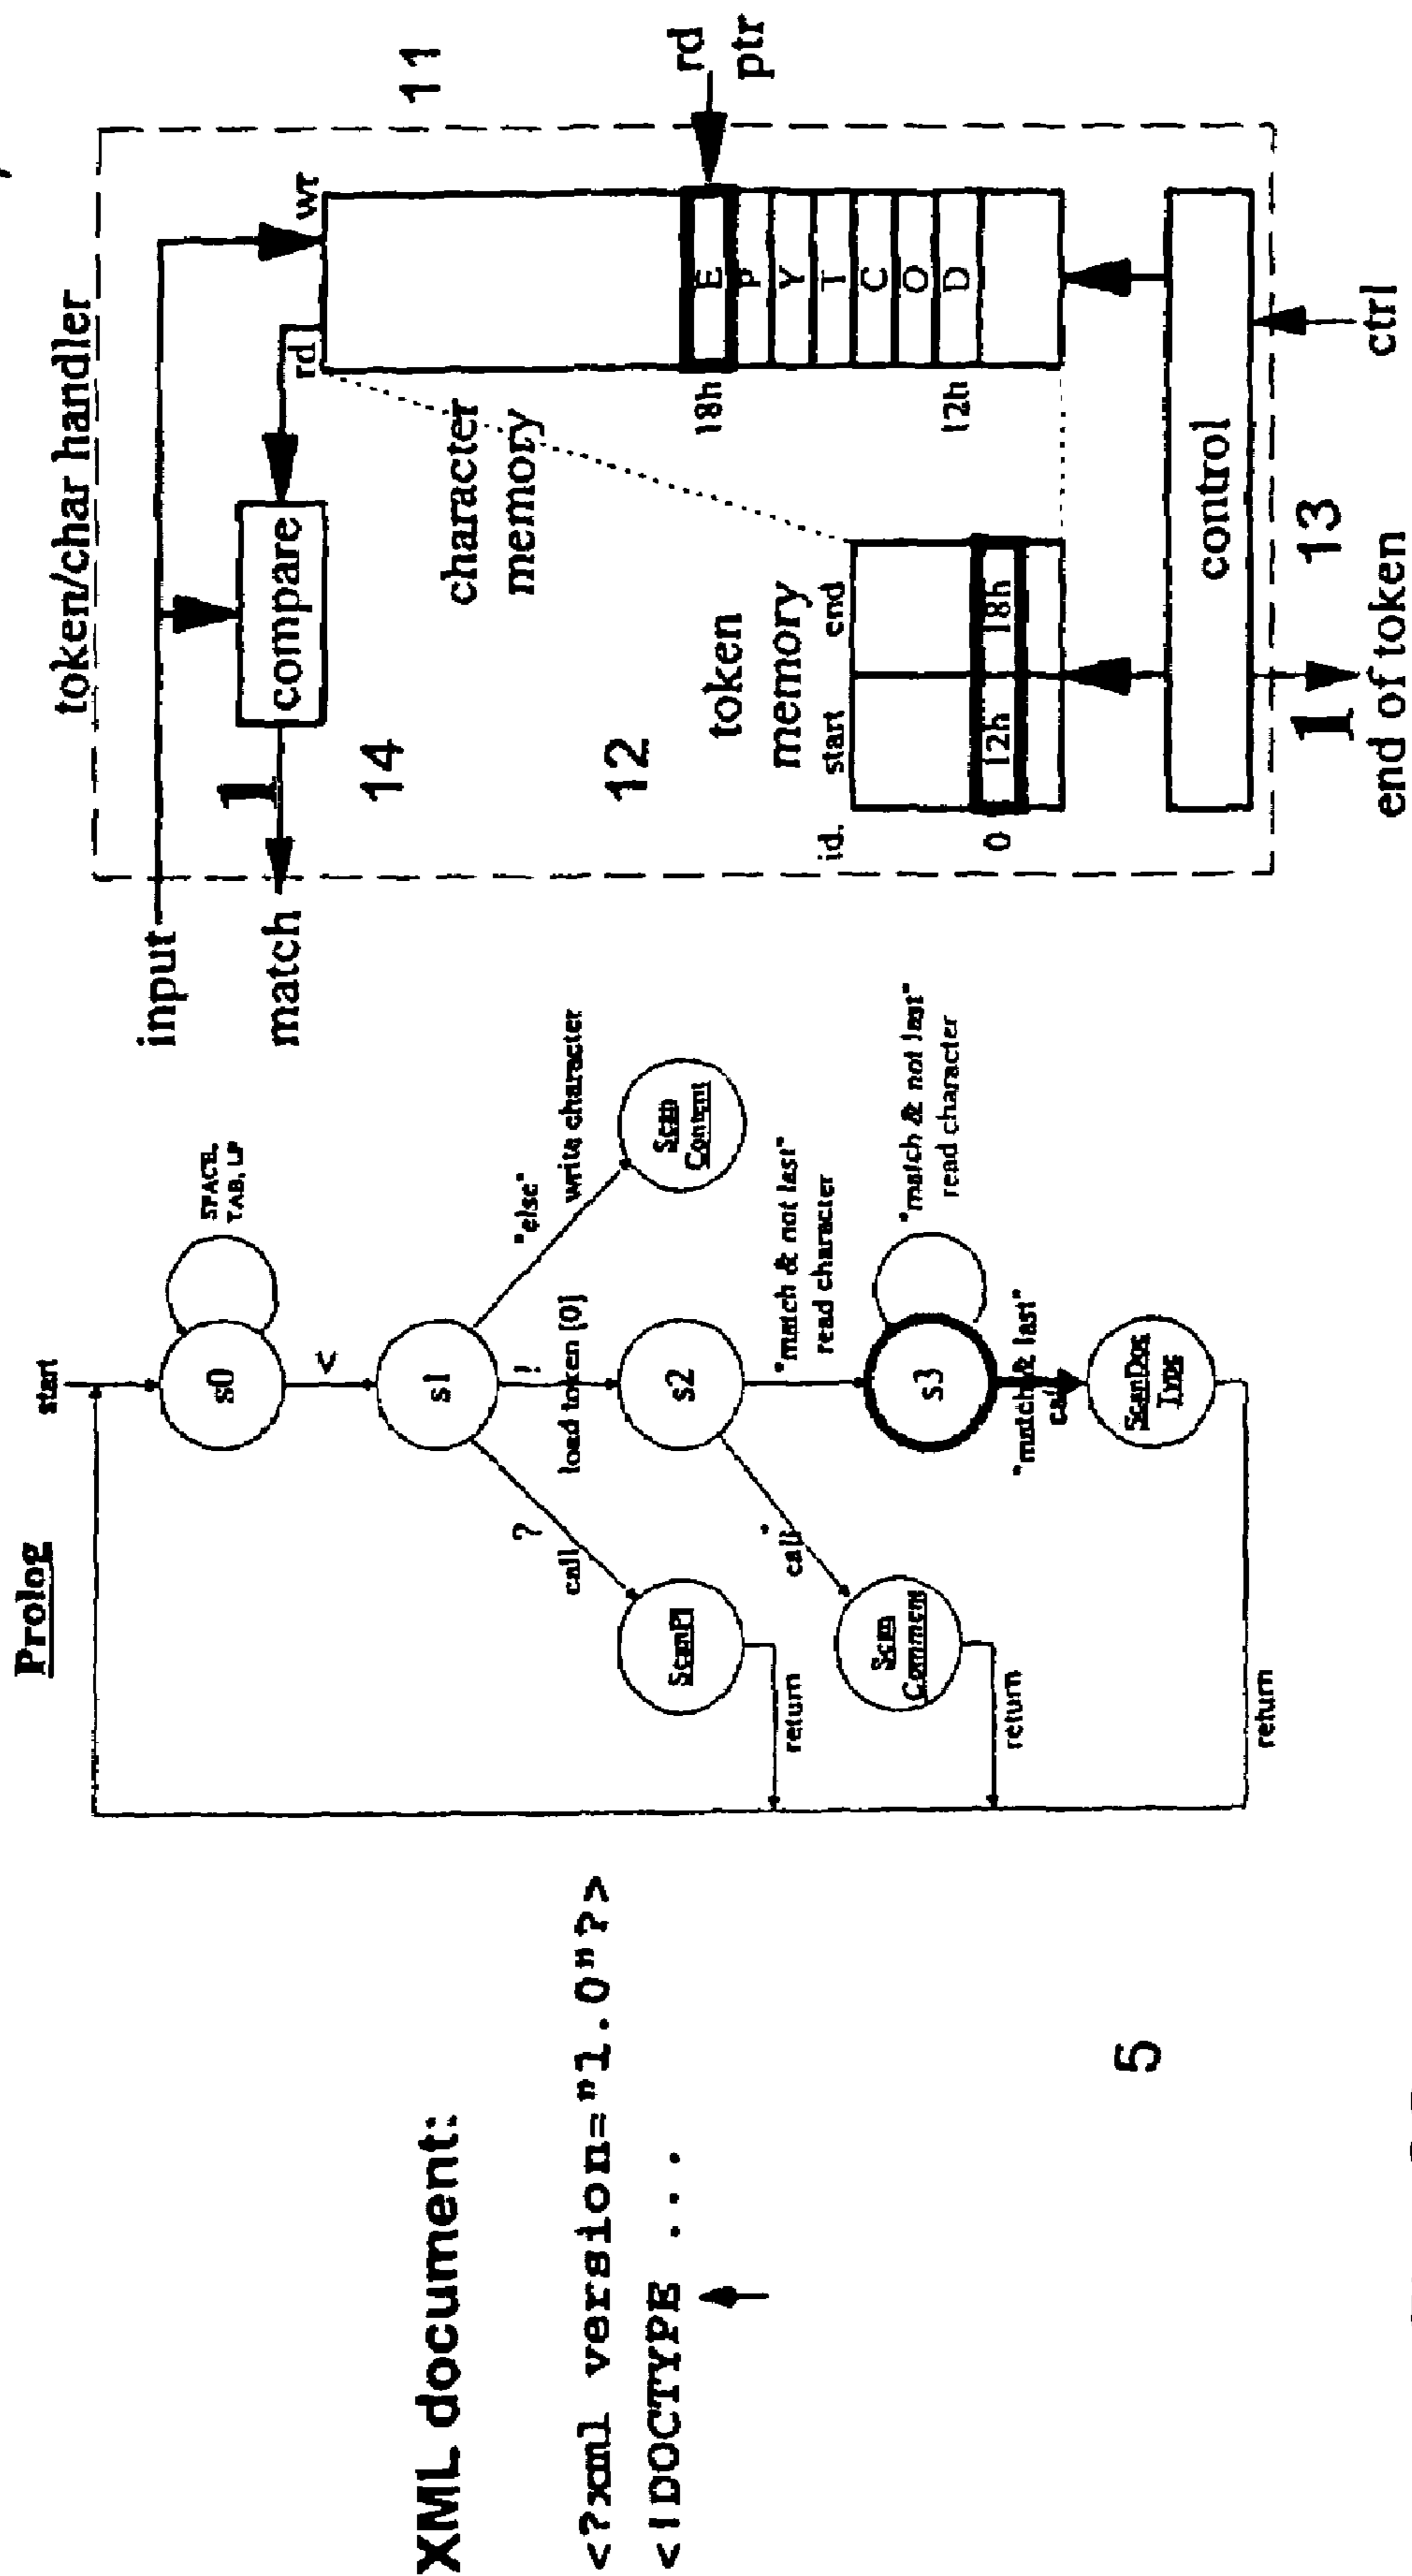 XML document:
<?xml version="1.0"?>
<!DOCTYPE ...
5
Prolog
start
s0
SPACE,
TAB, LF
<
s1
?
call
!
load token [0]
"else"
write character
ScanPI
return
s2
Scan
Content
"match & not last"
read character
call
Scan
Comment
return
s3
"match & not last"
read character
"match & last"
call
ScanDoc
Type
return
token/char handler
input
match
1
compare
14
rd
wr
11
character
memory
12
token
memory
id.
start
end
0
12h
18h
18h
12h
E
P
Y
T
C
O
D
rd
ptr
control
13
1
end of token
ctrl